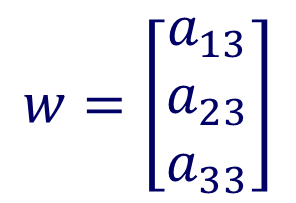 w = [a₁₃
a₂₃
a₃₃]